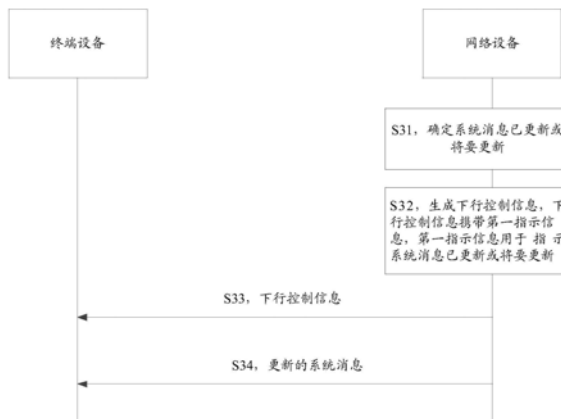 终端设备
网络设备
S31，确定系统消息已更新或
将要更新
S32，生成下行控制信息，下
行控制信息携带第一指示信
息，第一指示信息用于 指 示
系统消息已更新或将要更新
S33，下行控制信息
S34，更新的系统消息